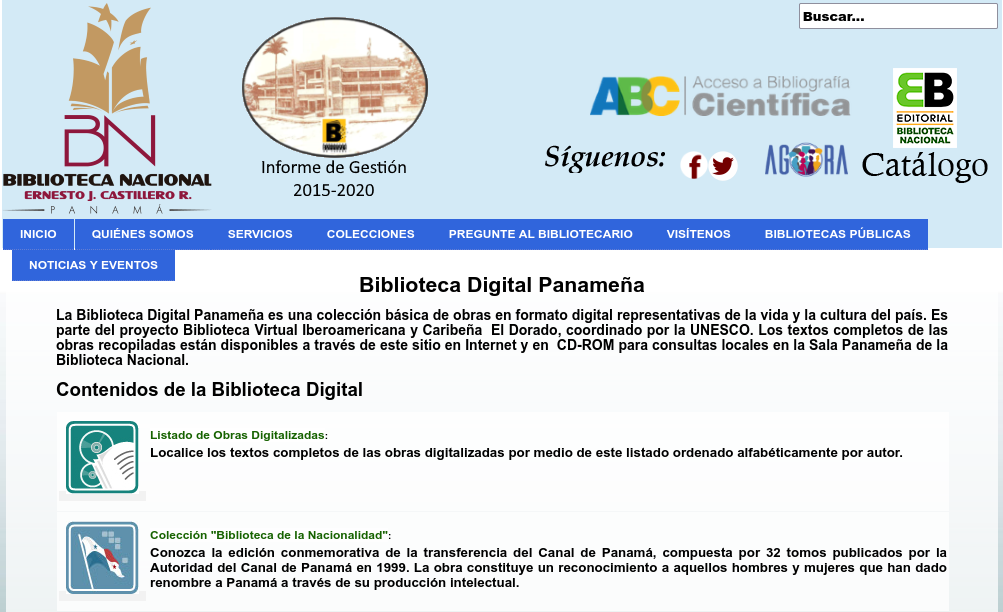 Buscar...
BN
BIBLIOTECA NACIONAL
ERNESTO J. CASTILLERO R.
PANAMÁ
B
Informe de Gestión
2015-2020
ABC Acceso a Bibliografía
Científica
EB
EDITORIAL
BIBLIOTECA
NACIONAL
Síguenos:
AGORA
Catálogo
INICIO
QUIÉNES SOMOS
SERVICIOS
COLECCIONES
PREGUNTE AL BIBLIOTECARIO
VISÍTENOS
BIBLIOTECAS PÚBLICAS
NOTICIAS Y EVENTOS
Biblioteca Digital Panameña
La Biblioteca Digital Panameña es una colección básica de obras en formato digital representativas de la vida y la cultura del país. Es
parte del proyecto Biblioteca Virtual Iberoamericana y Caribeña El Dorado, coordinado por la UNESCO. Los textos completos de las
obras recopiladas están disponibles a través de este sitio en Internet y en CD-ROM para consultas locales en la Sala Panameña de la
Biblioteca Nacional.
Contenidos de la Biblioteca Digital
Listado de Obras Digitalizadas:
Localice los textos completos de las obras digitalizadas por medio de este listado ordenado alfabéticamente por autor.
Colección "Biblioteca de la Nacionalidad":
Conozca la edición conmemorativa de la transferencia del Canal de Panamá, compuesta por 32 tomos publicados por la
Autoridad del Canal de Panamá en 1999. La obra constituye un reconocimiento a aquellos hombres y mujeres que han dado
renombre a Panamá a través de su producción intelectual.